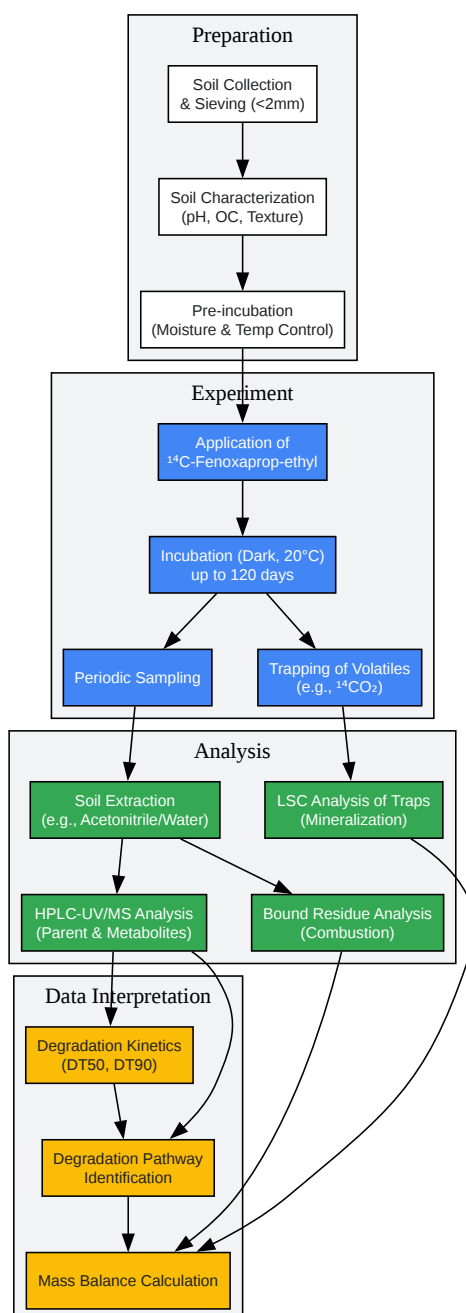 Preparation
Soil Collection
& Sieving (<2mm)
Soil Characterization
(pH, OC, Texture)
Pre-incubation
(Moisture & Temp Control)
Experiment
Application of
¹⁴C-Fenoxaprop-ethyl
Incubation (Dark, 20°C)
up to 120 days
Periodic Sampling
Trapping of Volatiles
(e.g., ¹⁴CO₂)
Analysis
Soil Extraction
(e.g., Acetonitrile/Water)
LSC Analysis of Traps
(Mineralization)
HPLC-UV/MS Analysis
(Parent & Metabolites)
Bound Residue Analysis
(Combustion)
Data Interpretation
Degradation Kinetics
(DT50, DT90)
Degradation Pathway
Identification
Mass Balance Calculation